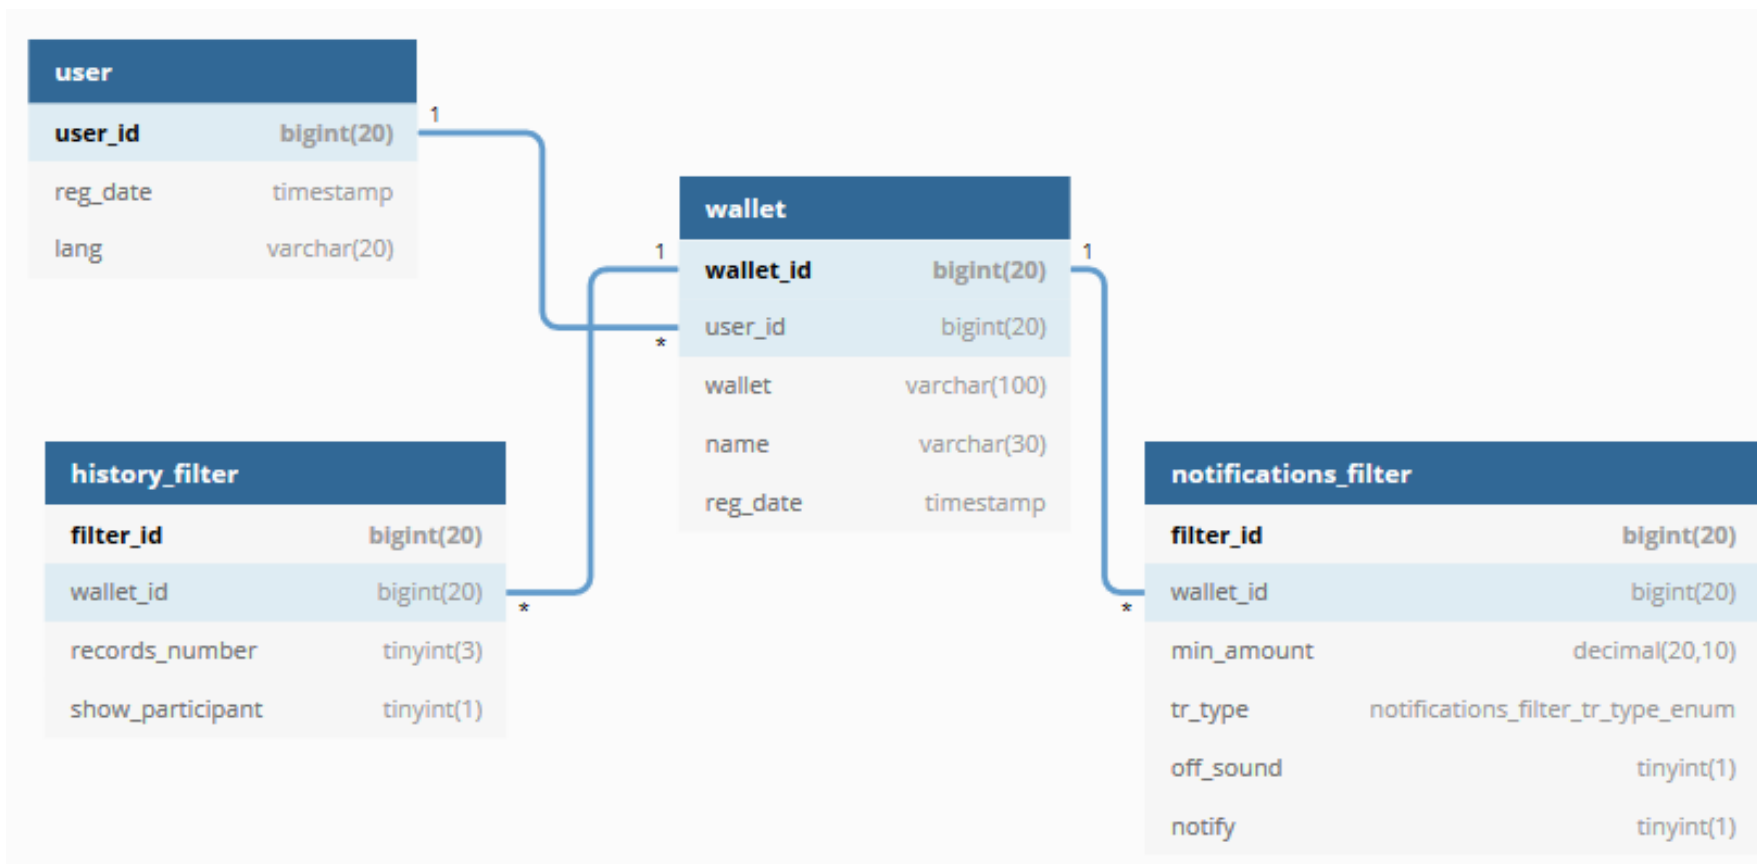 user
user_id bigint(20)
reg_date timestamp
lang varchar(20)
1
*
wallet
wallet_id bigint(20)
user_id bigint(20)
wallet varchar(100)
name varchar(30)
reg_date timestamp
1
1
history_filter
filter_id bigint(20)
wallet_id bigint(20)
records_number tinyint(3)
show_participant tinyint(1)
*
notifications_filter
filter_id bigint(20)
wallet_id bigint(20)
min_amount decimal(20,10)
tr_type notifications_filter_tr_type_enum
off_sound tinyint(1)
notify tinyint(1)
*